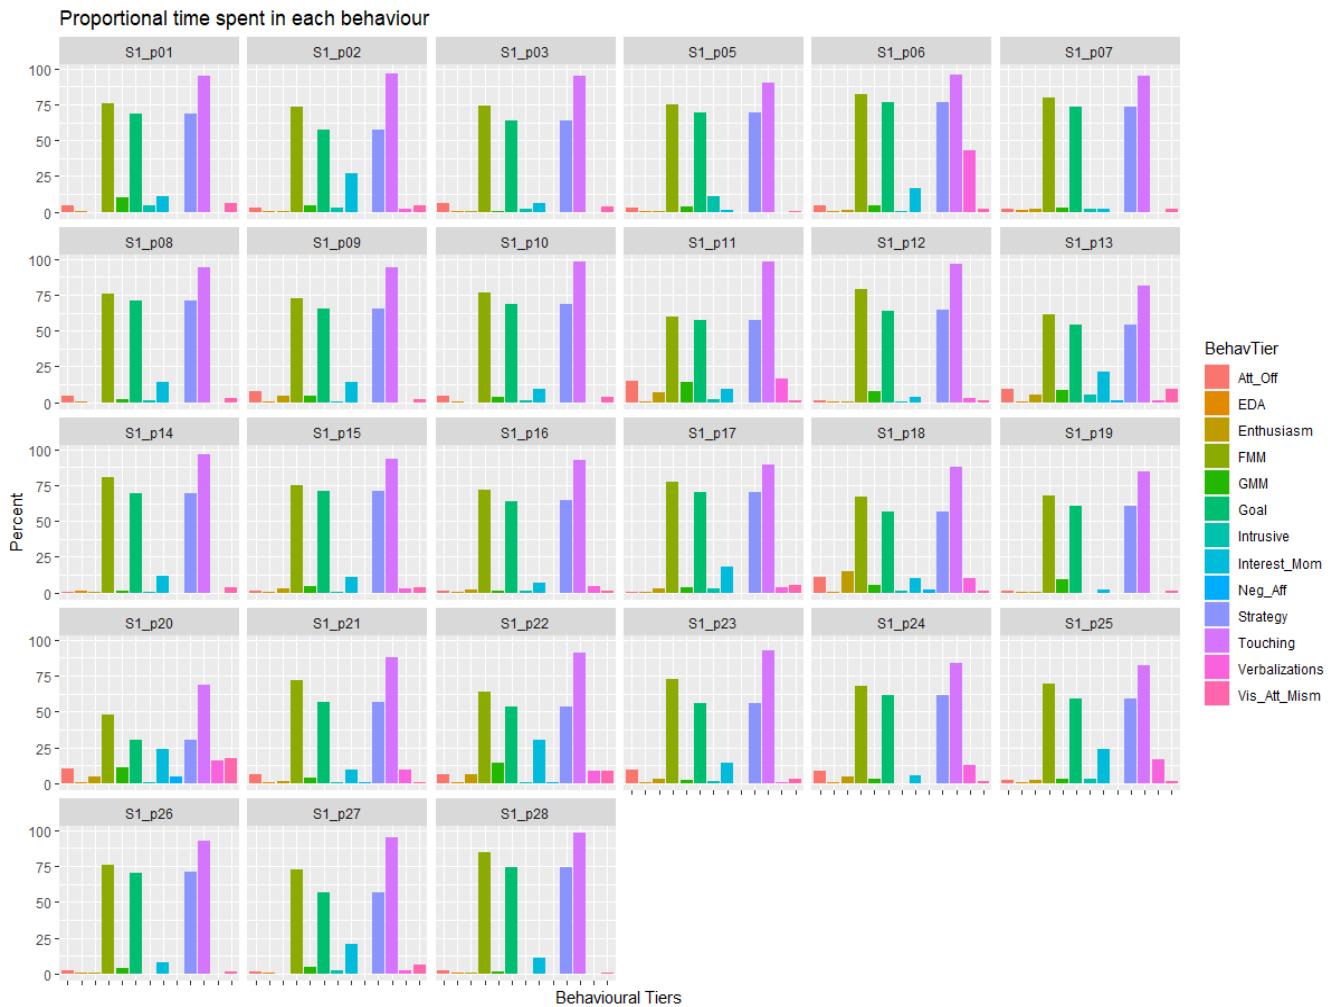 Proportional time spent in each behaviour
S1_p01 S1_p02 S1_p03 S1_p05 S1_p06 S1_p07
100
75
50
25
0
S1_p08 S1_p09 S1_p10 S1_p11 S1_p12 S1_p13
100
75
50
25
0
S1_p14 S1_p15 S1_p16 S1_p17 S1_p18 S1_p19
100
75
50
25
0
S1_p20 S1_p21 S1_p22 S1_p23 S1_p24 S1_p25
100
75
50
25
0
S1_p26 S1_p27 S1_p28
100
75
50
25
0
Percent
Behavioural Tiers
BehavTier
Att_Off
EDA
Enthusiasm
FMM
GMM
Goal
Intrusive
Interest_Mom
Neg_Aff
Strategy
Touching
Verbalizations
Vis_Att_Mism